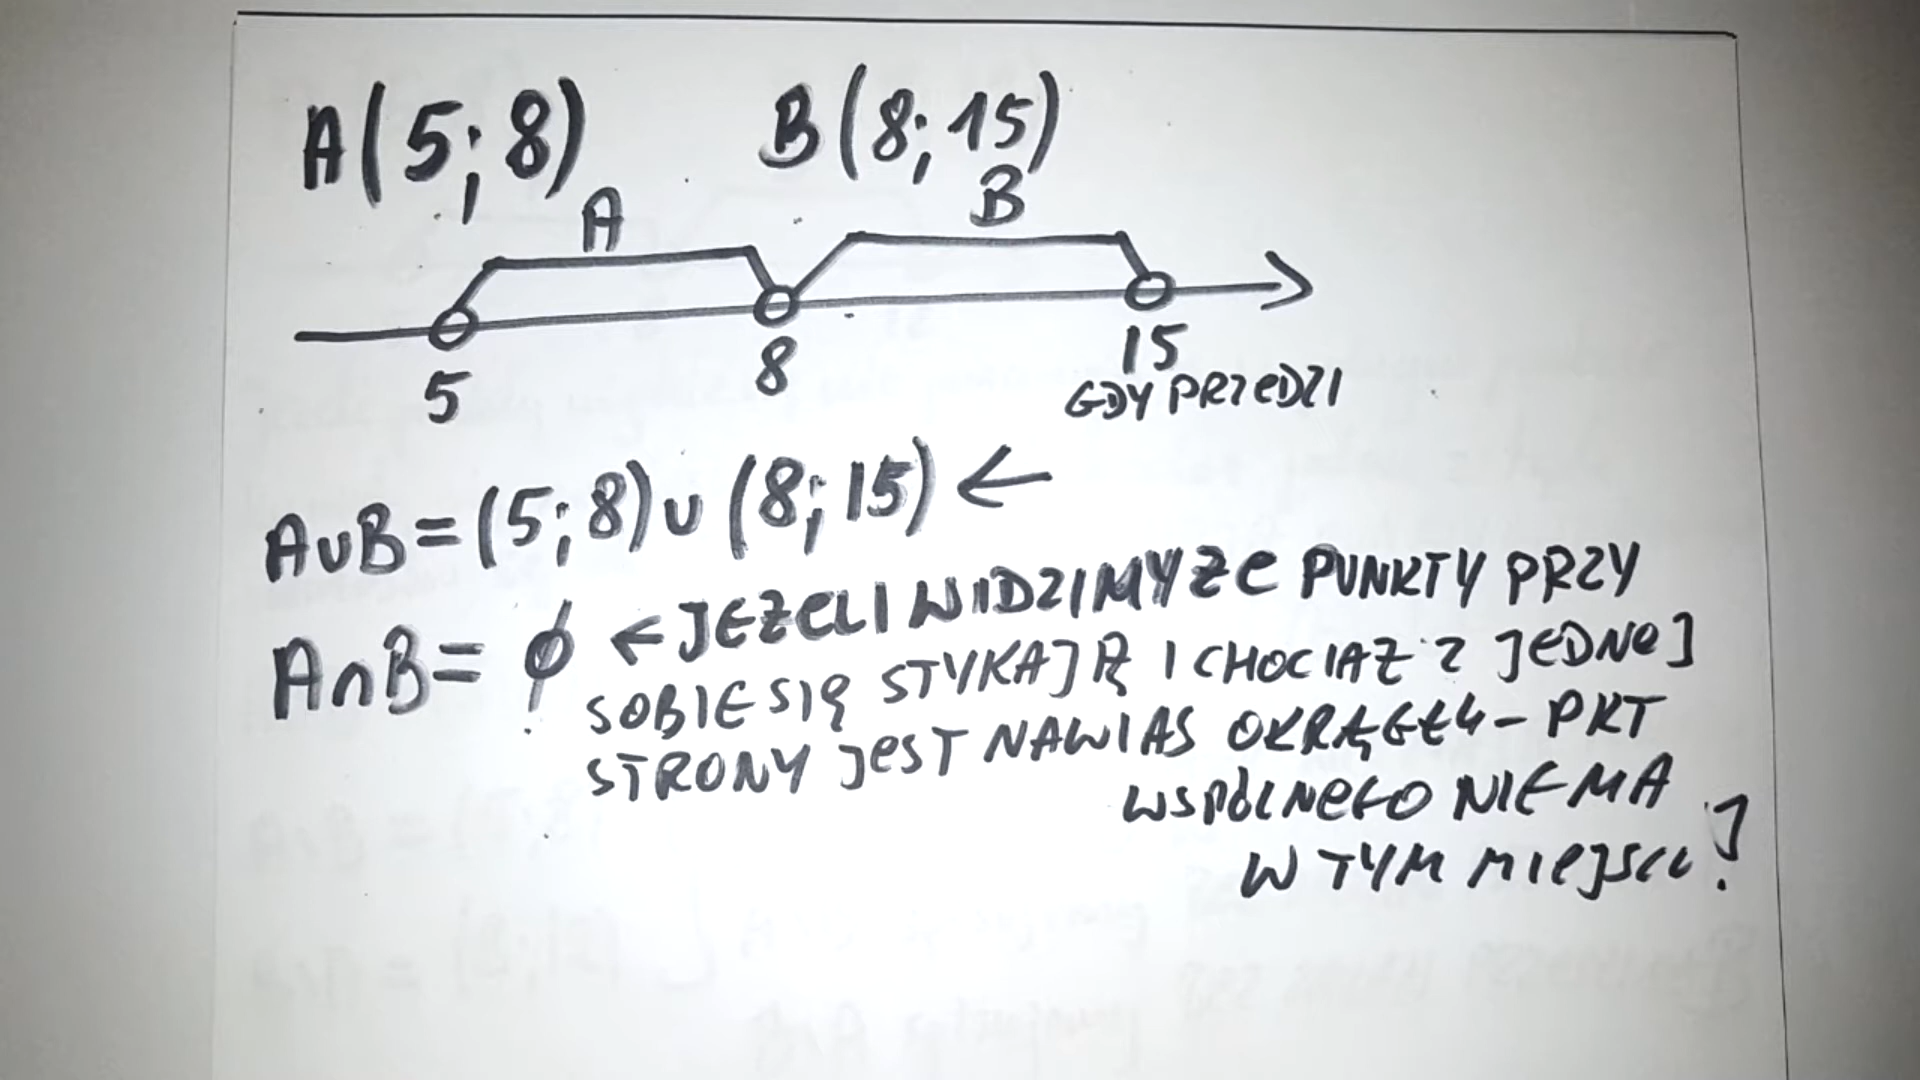 A(5;8) B(8;15)
A B
5 8 15
GDY PRZEDZI
A∪B=(5;8)∪(8;15) ←
A∩B= ∅ ← JEŻELI WIDZIMY ŻE PUNKTY PRZY
SOBIE SIĘ STYKAJĄ I CHOCIAŻ Z JEDNEJ
STRONY JEST NAWIAS OKRĄGŁY - PKT
WSPÓLNEGO NIE MA
W TYM MIEJSCU!